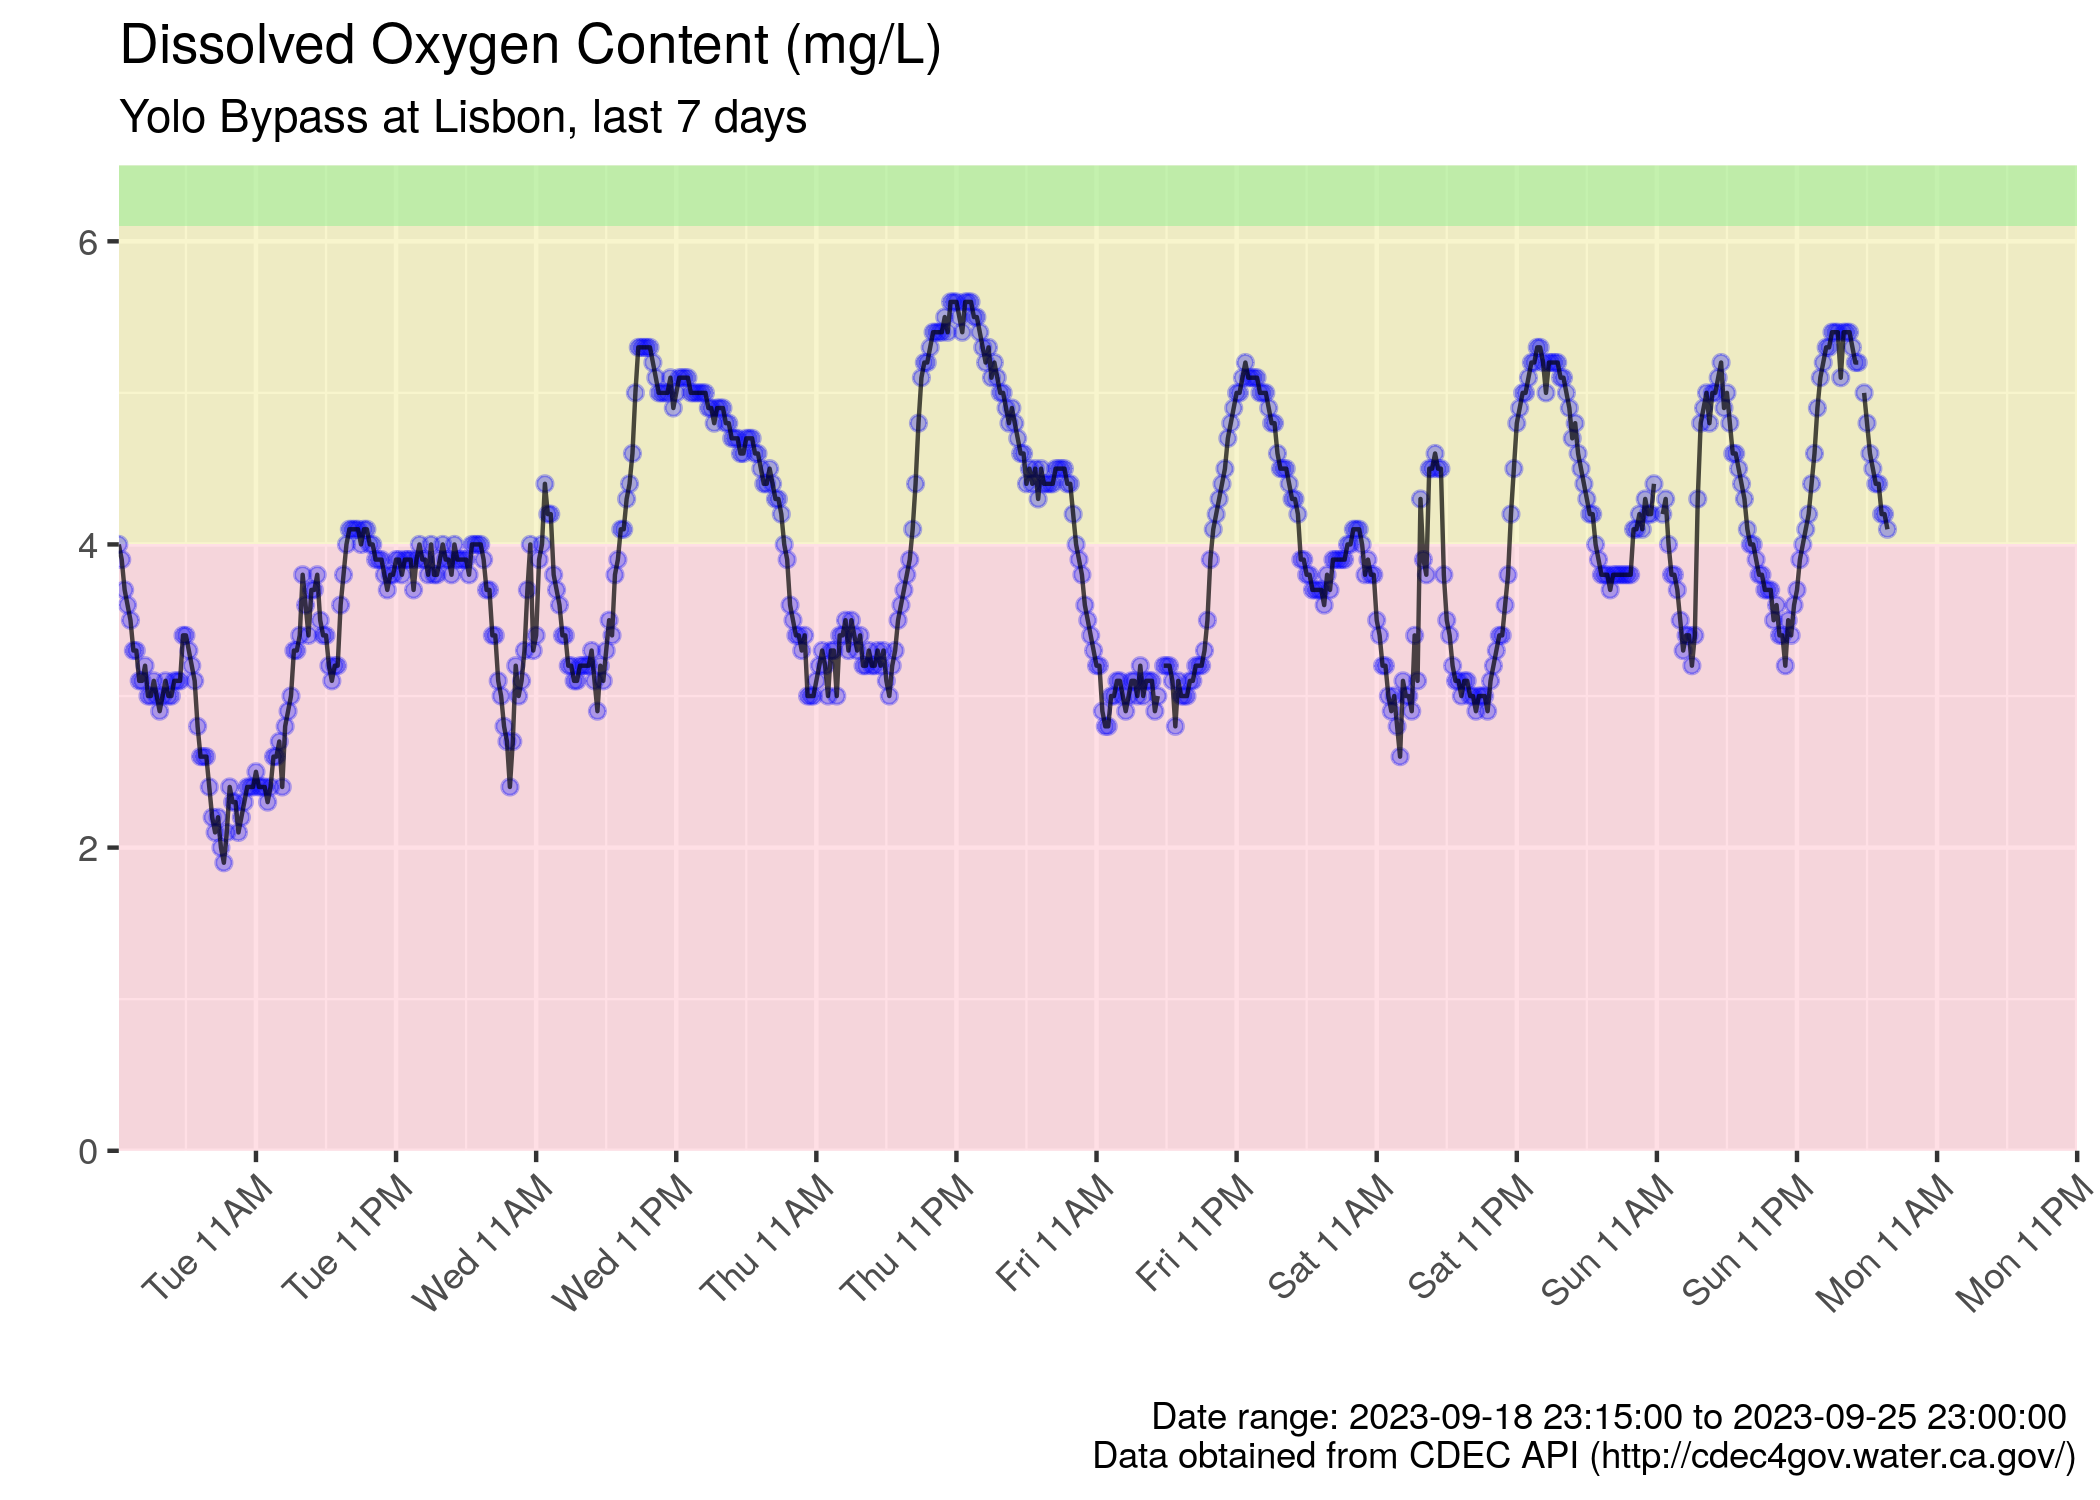 Dissolved Oxygen Content (mg/L)
Yolo Bypass at Lisbon, last 7 days
6
4
2
0
Tue 11AM
Tue 11PM
Wed 11AM
Wed 11PM
Thu 11AM
Thu 11PM
Fri 11AM
Fri 11PM
Sat 11AM
Sat 11PM
Sun 11AM
Sun 11PM
Mon 11AM
Mon 11PM
Date range: 2023-09-18 23:15:00 to 2023-09-25 23:00:00
Data obtained from CDEC API (http://cdec4gov.water.ca.gov/)